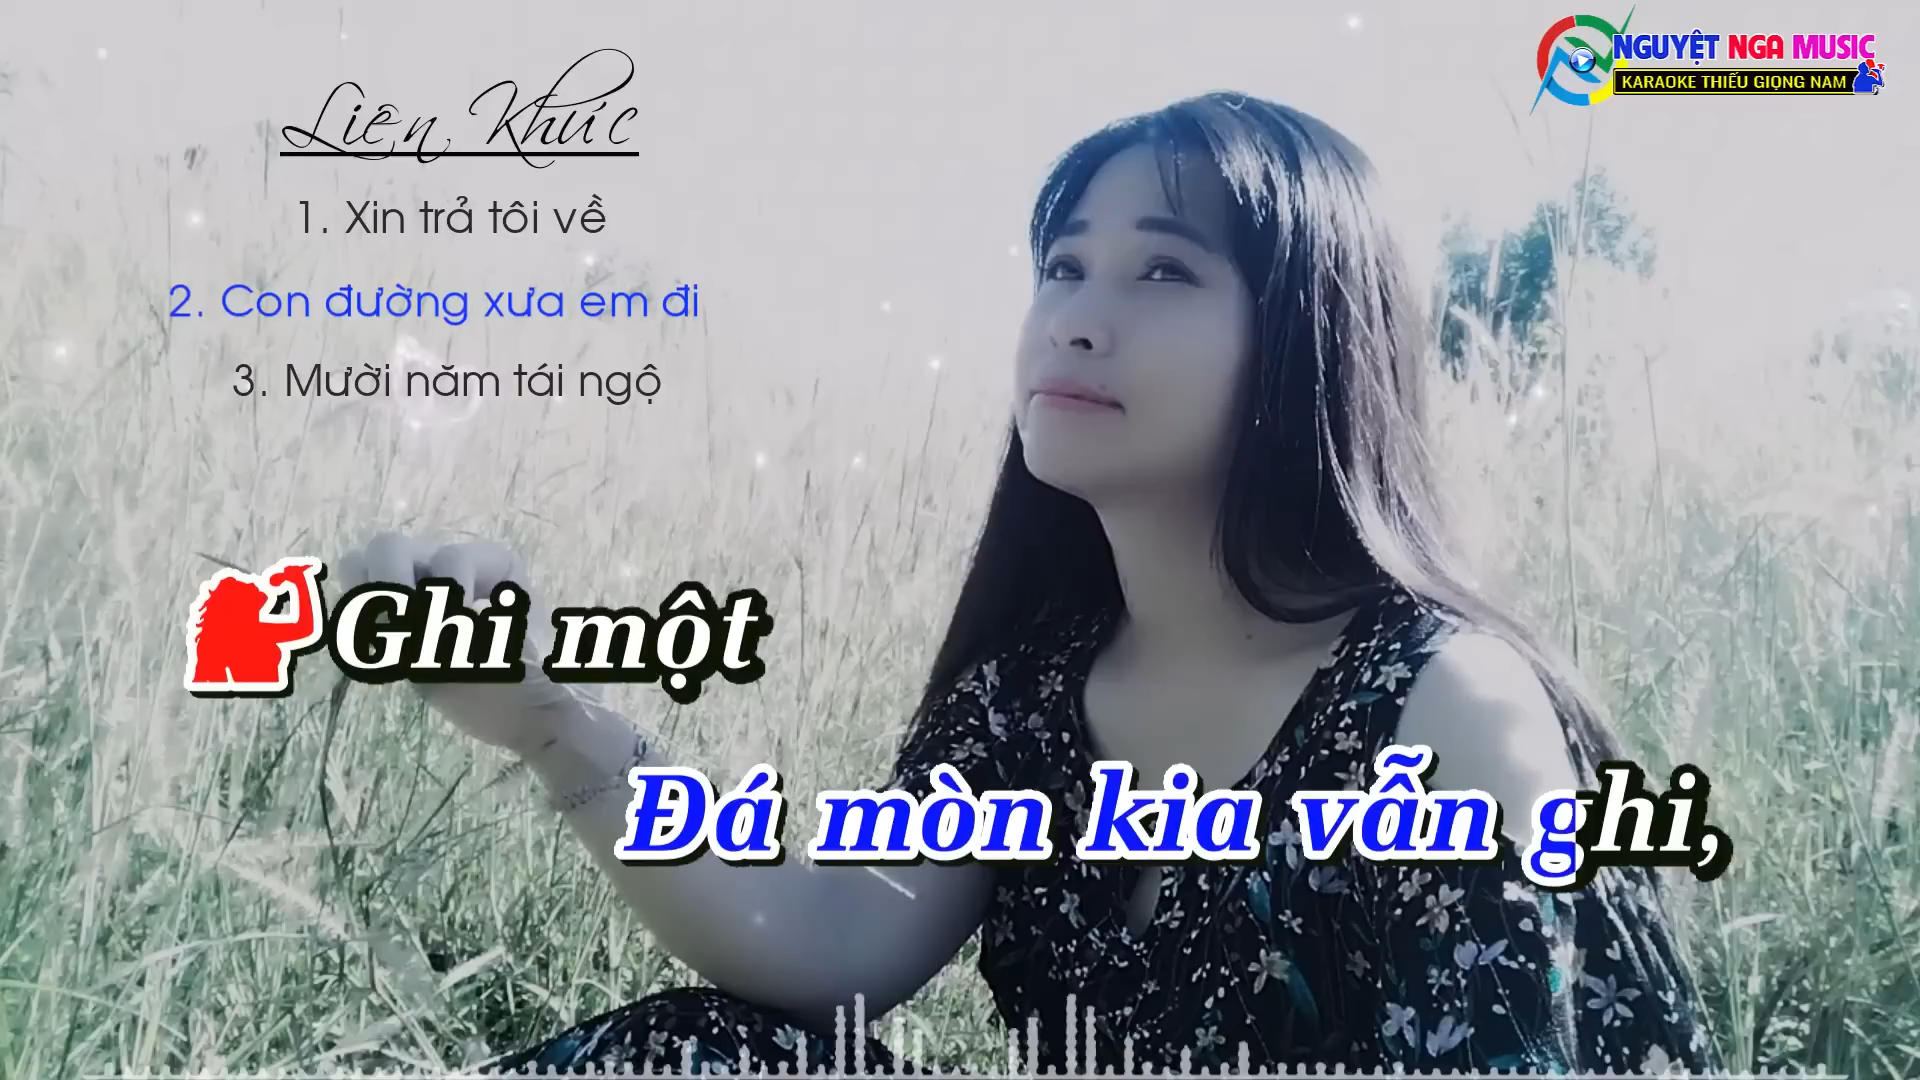 NGUYỆT NGA MUSIC
KARAOKE THIẾU GIỌNG NAM
Liên Khúc
1. Xin trả tôi về
2. Con đường xưa em đi
3. Mười năm tái ngộ
Ghi một
Đá mòn kia vẫn ghi,